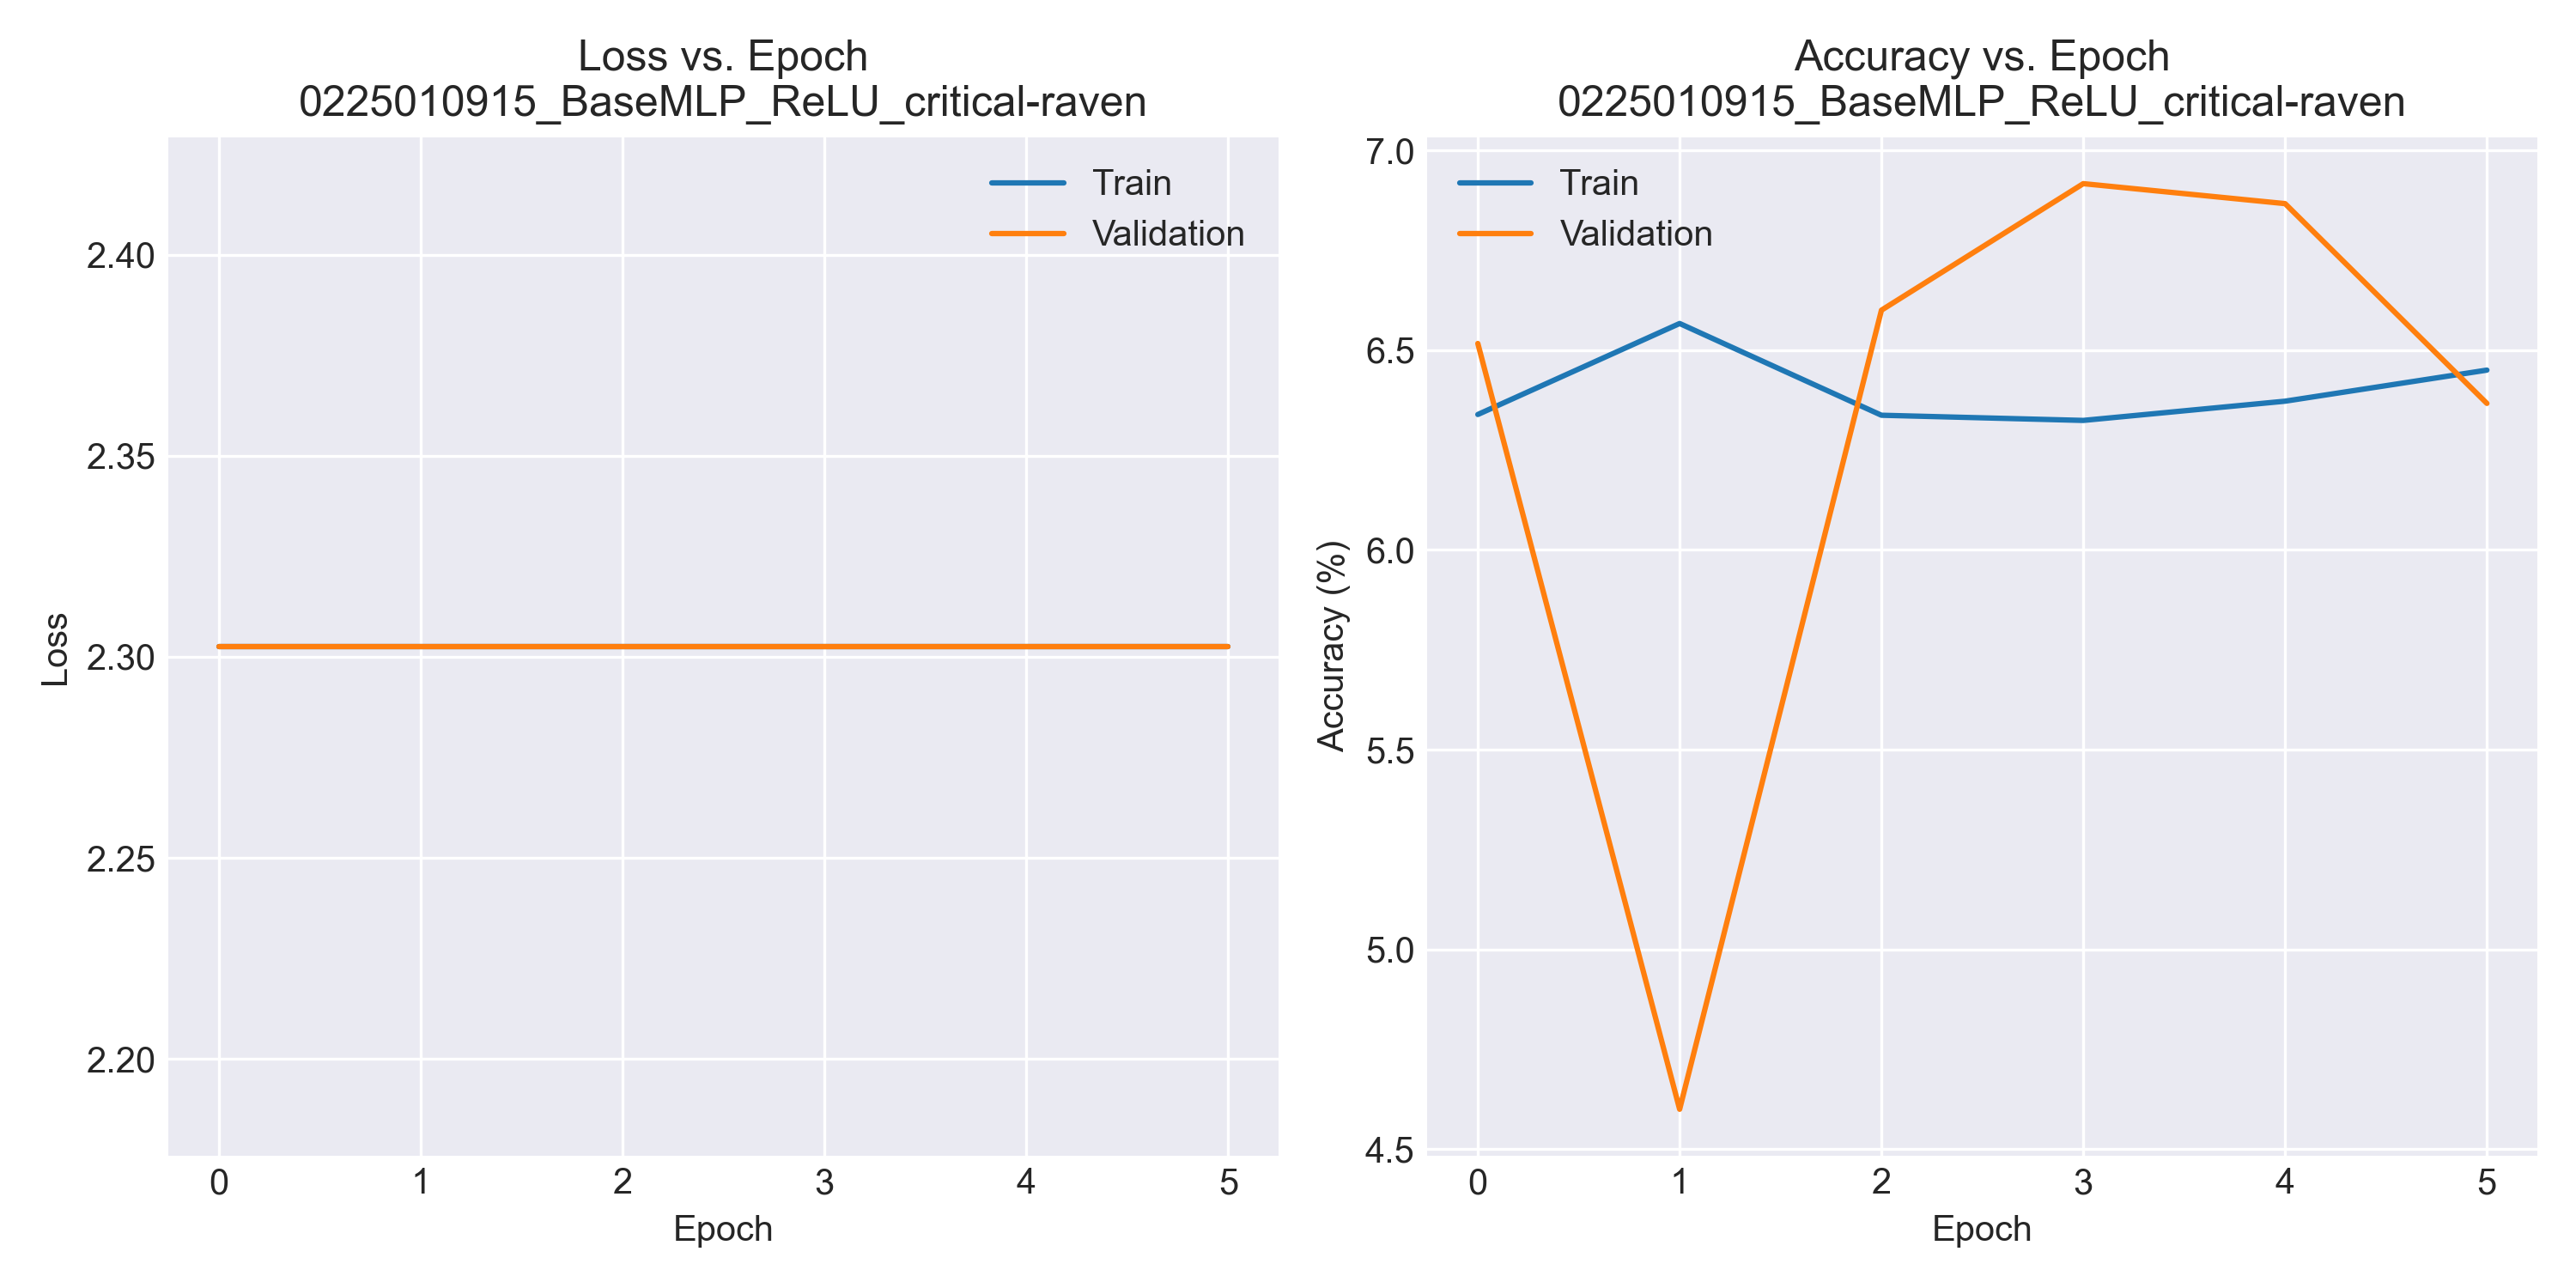 Loss vs. Epoch
0225010915_BaseMLP_ReLU_critical-raven
Train
Validation
2.40
2.35
2.30
2.25
2.20
Loss
0 1 2 3 4 5
Epoch
Accuracy vs. Epoch
0225010915_BaseMLP_ReLU_critical-raven
Train
Validation
7.0
6.5
6.0
5.5
5.0
4.5
Accuracy (%)
0 1 2 3 4 5
Epoch